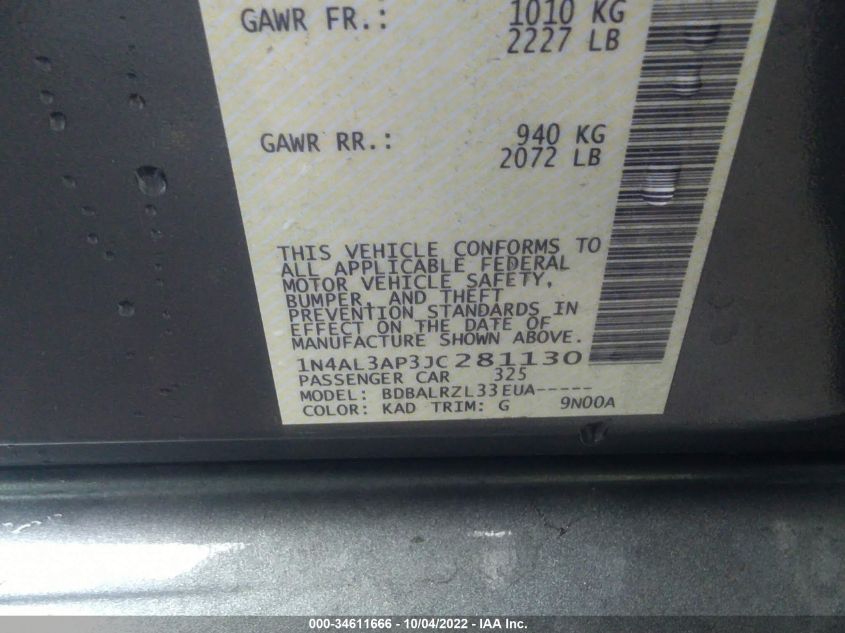 GAWR FR.: 1010 KG
2227 LB
GAWR RR.: 940 KG
2072 LB
THIS VEHICLE CONFORMS TO
ALL APPLICABLE FEDERAL
MOTOR VEHICLE SAFETY,
BUMPER, AND THEFT
PREVENTION STANDARDS IN
EFFECT ON THE DATE OF
MANUFACTURE SHOWN ABOVE.
1N4AL3AP3JC281130
PASSENGER CAR 325
MODEL: BDBALRZL33EUA-----
COLOR: KAD TRIM: G 9N00A
000-34611666 - 10/04/2022 - IAA Inc.